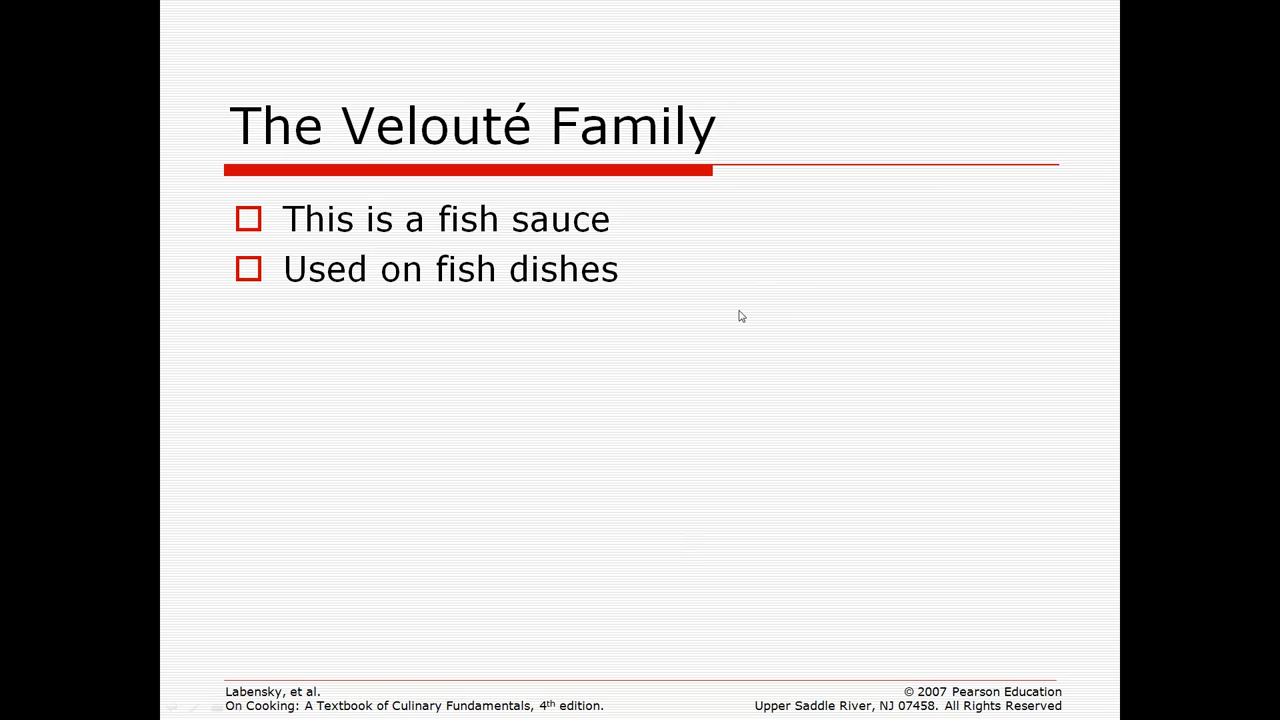 The Velouté Family
This is a fish sauce
Used on fish dishes
Labensky, et al.
On Cooking: A Textbook of Culinary Fundamentals, 4th edition.
© 2007 Pearson Education
Upper Saddle River, NJ 07458. All Rights Reserved